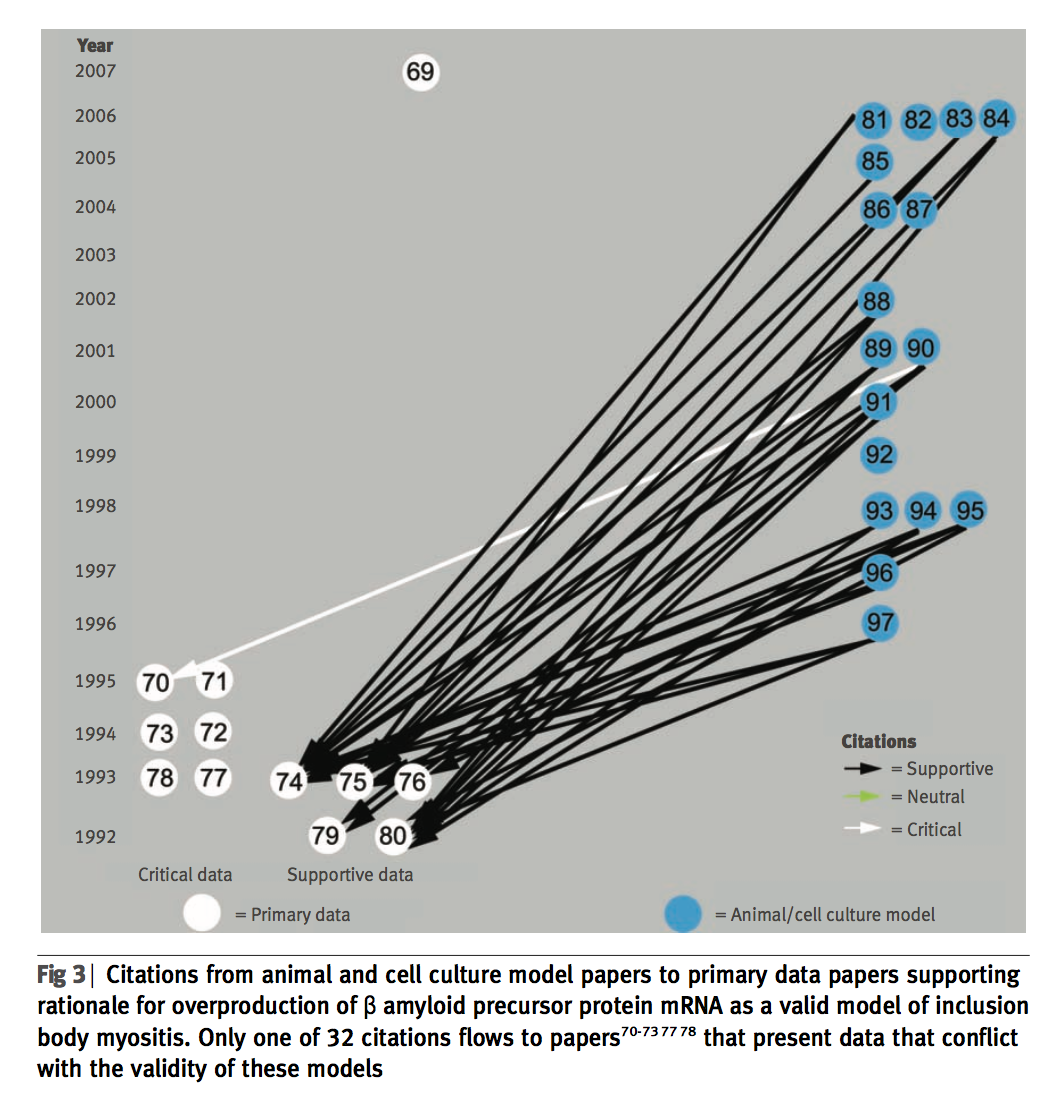 Year
2007 69
2006 81 82 83 84
2005 85
2004 86 87
2003
2002 88
2001 89 90
2000 91
1999 92
1998 93 94 95
1997 96
1996 97
1995 70 71
1994 73 72
1993 78 77 74 75 76
1992 79 80
Citations
= Supportive
= Neutral
= Critical
Critical data Supportive data
= Primary data = Animal/cell culture model
Fig 3| Citations from animal and cell culture model papers to primary data papers supporting
rationale for overproduction of β amyloid precursor protein mRNA as a valid model of inclusion
body myositis. Only one of 32 citations flows to papers70-73 77 78 that present data that conflict
with the validity of these models